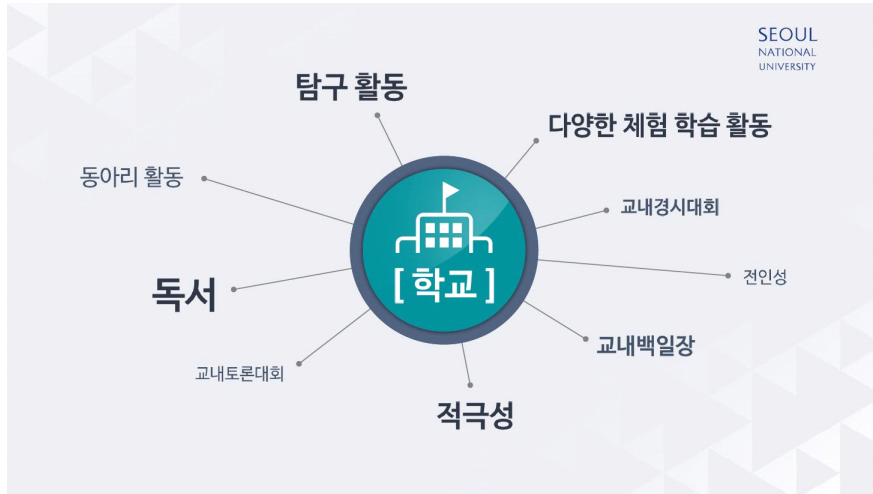 SEOUL
NATIONAL
UNIVERSITY
탐구 활동
다양한 체험 학습 활동
동아리 활동
교내경시대회
전인성
[ 학교 ]
독서
교내백일장
교내토론대회
적극성